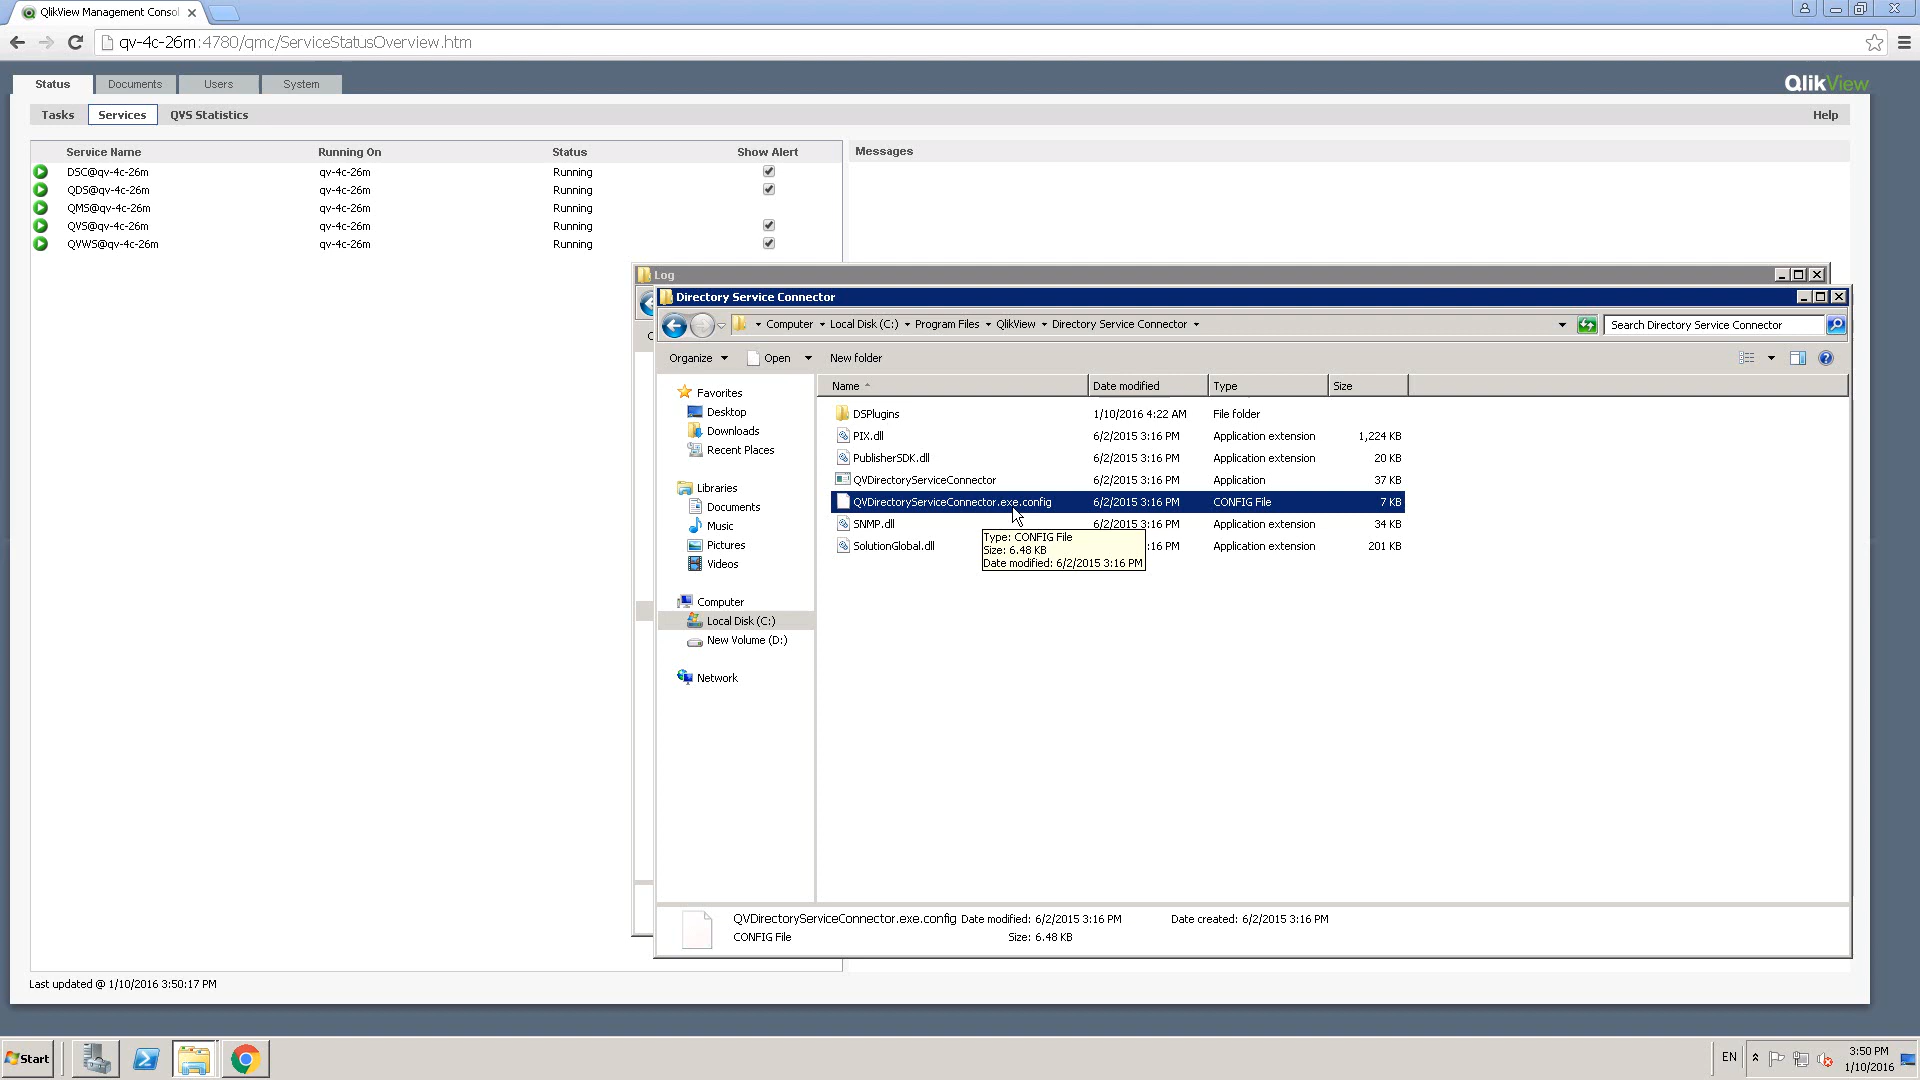 QlikView Management Consol
qv-4c-26m:4780/qmc/ServiceStatusOverview.htm
Status Documents Users System
QlikView
Tasks Services QVS Statistics Help
Service Name Running On Status Show Alert
Messages
DSC@qv-4c-26m qv-4c-26m Running
QDS@qv-4c-26m qv-4c-26m Running
QMS@qv-4c-26m qv-4c-26m Running
QVS@qv-4c-26m qv-4c-26m Running
QVWS@qv-4c-26m qv-4c-26m Running
Log
Directory Service Connector
Computer Local Disk (C:) Program Files QlikView Directory Service Connector
Search Directory Service Connector
Organize Open New folder
Name Date modified Type Size
Favorites
Desktop
Downloads
Recent Places
Libraries
Documents
Music
Pictures
Videos
Computer
Local Disk (C:)
New Volume (D:)
Network
DSPlugins 1/10/2016 4:22 AM File folder
PIX.dll 6/2/2015 3:16 PM Application extension 1,224 KB
PublisherSDK.dll 6/2/2015 3:16 PM Application extension 20 KB
QVDirectoryServiceConnector 6/2/2015 3:16 PM Application 37 KB
QVDirectoryServiceConnector.exe.config 6/2/2015 3:16 PM CONFIG File 7 KB
SNMP.dll 6/2/2015 3:16 PM Application extension 34 KB
SolutionGlobal.dll :16 PM Application extension 201 KB
Type: CONFIG File
Size: 6.48 KB
Date modified: 6/2/2015 3:16 PM
QVDirectoryServiceConnector.exe.config Date modified: 6/2/2015 3:16 PM Date created: 6/2/2015 3:16 PM
CONFIG File Size: 6.48 KB
Last updated @ 1/10/2016 3:50:17 PM
Start
EN
3:50 PM
1/10/2016